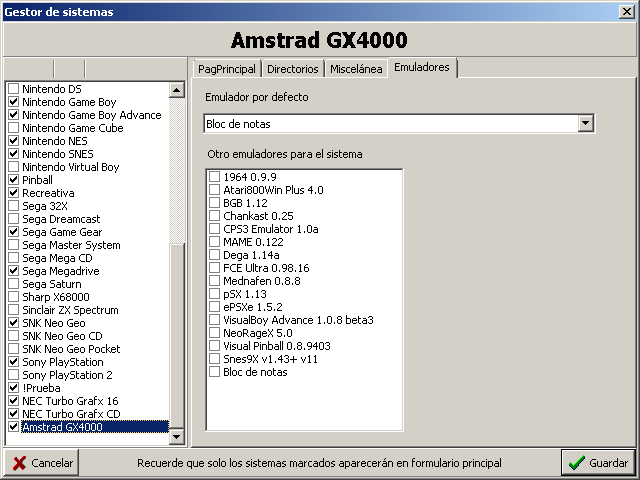 Gestor de sistemas
Amstrad GX4000
Nintendo DS
Nintendo Game Boy
Nintendo Game Boy Advance
Nintendo Game Cube
Nintendo NES
Nintendo SNES
Nintendo Virtual Boy
Pinball
Recreativa
Sega 32X
Sega Dreamcast
Sega Game Gear
Sega Master System
Sega Mega CD
Sega Megadrive
Sega Saturn
Sharp X68000
Sinclair ZX Spectrum
SNK Neo Geo
SNK Neo Geo CD
SNK Neo Geo Pocket
Sony PlayStation
Sony PlayStation 2
!Prueba
NEC Turbo Grafx 16
NEC Turbo Grafx CD
Amstrad GX4000
PagPrincipal Directorios Miscelánea Emuladores
Emulador por defecto
Bloc de notas
Otro emuladores para el sistema
1964 0.9.9
Atari800Win Plus 4.0
BGB 1.12
Chankast 0.25
CPS3 Emulator 1.0a
MAME 0.122
Dega 1.14a
FCE Ultra 0.98.16
Mednafen 0.8.8
pSX 1.13
ePSXe 1.5.2
VisualBoy Advance 1.0.8 beta3
NeoRageX 5.0
Visual Pinball 0.8.9403
Snes9X v1.43+ v11
Bloc de notas
Cancelar
Recuerde que solo los sistemas marcados aparecerán en formulario principal
Guardar